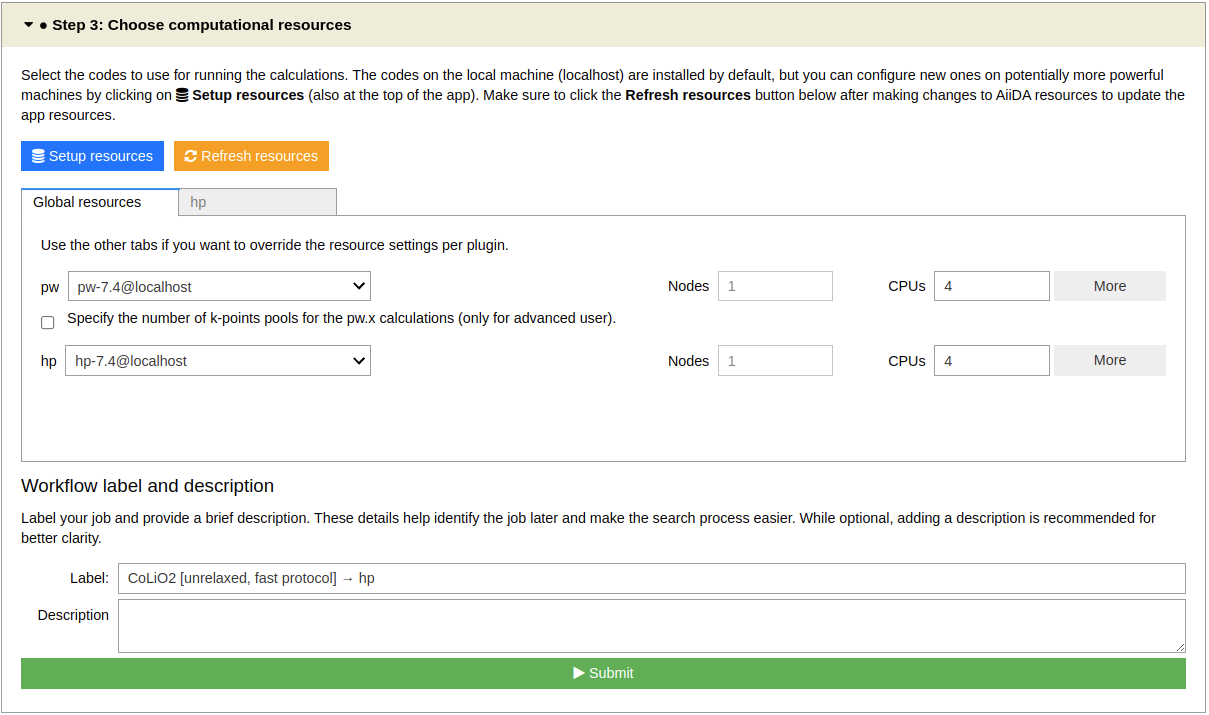 Step 3: Choose computational resources
Select the codes to use for running the calculations. The codes on the local machine (localhost) are installed by default, but you can configure new ones on potentially more powerful
machines by clicking on Setup resources (also at the top of the app). Make sure to click the Refresh resources button below after making changes to AiiDA resources to update the
app resources.
Setup resources Refresh resources
Global resources hp
Use the other tabs if you want to override the resource settings per plugin.
pw pw-7.4@localhost Nodes 1 CPUs 4 More
Specify the number of k-points pools for the pw.x calculations (only for advanced user).
hp hp-7.4@localhost Nodes 1 CPUs 4 More
Workflow label and description
Label your job and provide a brief description. These details help identify the job later and make the search process easier. While optional, adding a description is recommended for
better clarity.
Label: CoLiO2 [unrelaxed, fast protocol] → hp
Description
Submit